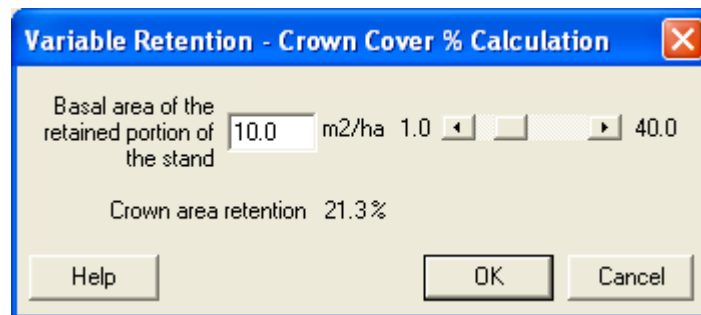 Variable Retention - Crown Cover % Calculation
Basal area of the
retained portion of
the stand
10.0 m2/ha 1.0 40.0
Crown area retention 21.3%
Help OK Cancel